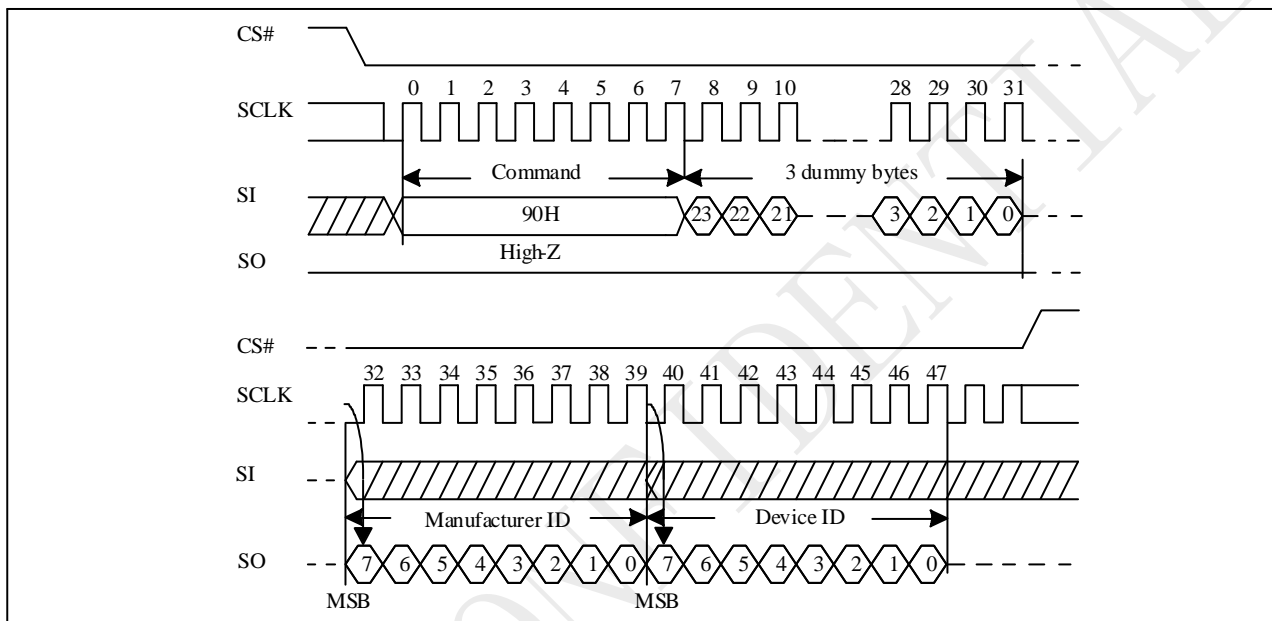 CS#
0 1 2 3 4 5 6 7 8 9 10 28 29 30 31
SCLK
Command 3 dummy bytes
SI
90H 23 22 21 3 2 1 0
High-Z
SO
CS#
32 33 34 35 36 37 38 39 40 41 42 43 44 45 46 47
SCLK
SI
Manufacturer ID Device ID
SO 7 6 5 4 3 2 1 0 7 6 5 4 3 2 1 0
MSB MSB